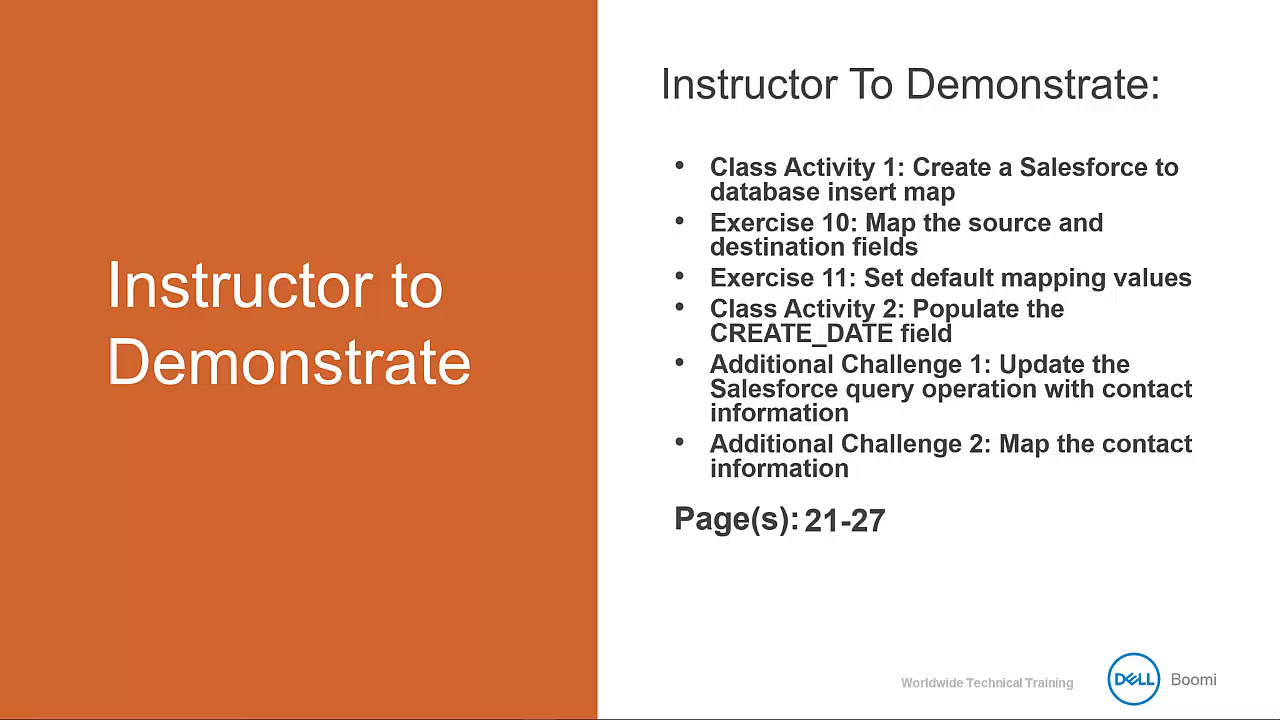 Instructor to
Demonstrate
Instructor To Demonstrate:
• Class Activity 1: Create a Salesforce to
database insert map
• Exercise 10: Map the source and
destination fields
• Exercise 11: Set default mapping values
• Class Activity 2: Populate the
CREATE_DATE field
• Additional Challenge 1: Update the
Salesforce query operation with contact
information
• Additional Challenge 2: Map the contact
information
Page(s): 21-27
Worldwide Technical Training
DELL Boomi